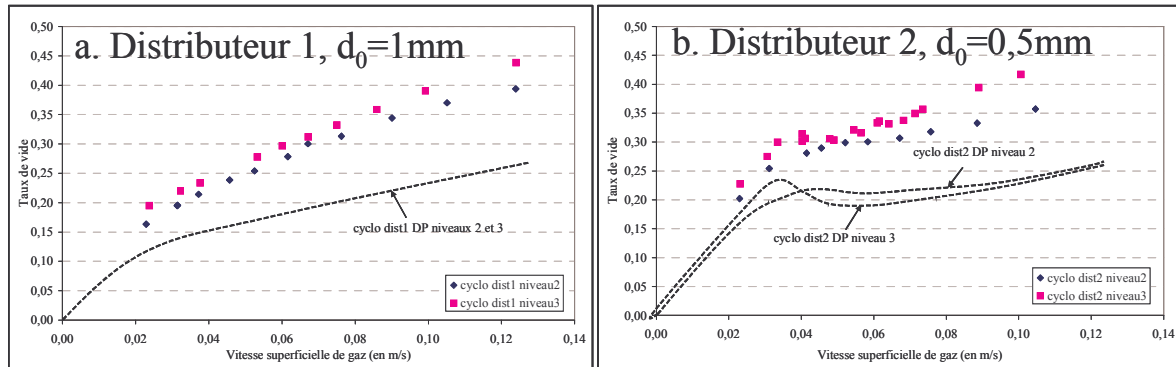 a. Distributeur 1, d0=1mm
0,50
0,45
0,40
0,35
0,30
0,25
0,20
0,15
0,10
0,05
0,00
Taux de vide
cyclo dist1 DP niveaux 2 et 3
cyclo dist1 niveau2
cyclo dist1 niveau3
0,00 0,02 0,04 0,06 0,08 0,10 0,12 0,14
Vitesse superficielle de gaz (en m/s)
b. Distributeur 2, d0=0,5mm
0,50
0,45
0,40
0,35
0,30
0,25
0,20
0,15
0,10
0,05
0,00
Taux de vide
cyclo dist2 DP niveau 2
cyclo dist2 DP niveau 3
cyclo dist2 niveau2
cyclo dist2 niveau3
0,00 0,02 0,04 0,06 0,08 0,10 0,12 0,14
Vitesse superficielle de gaz (en m/s)